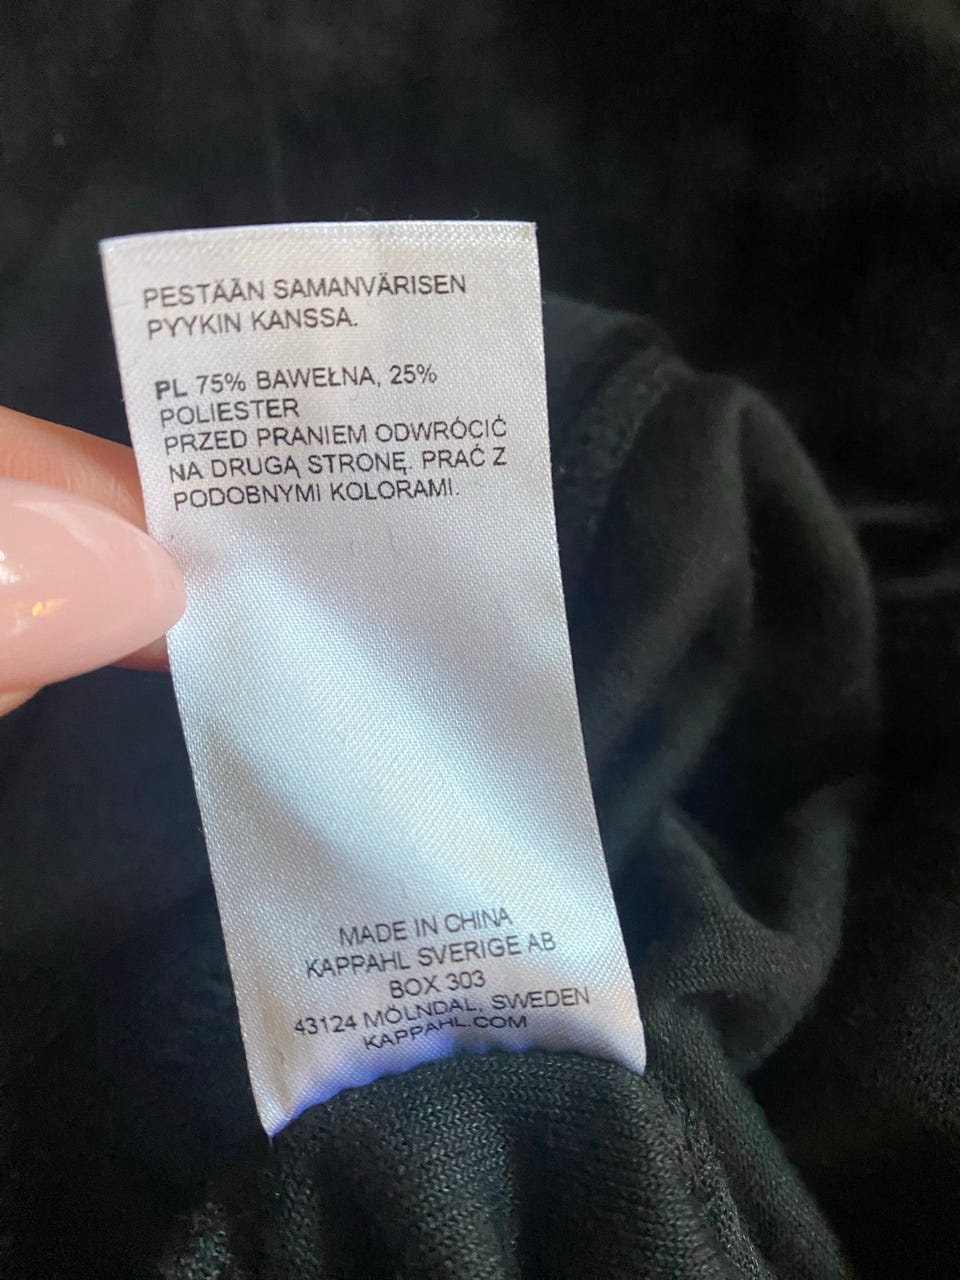 PESTÄÄN SAMANVÄRISEN
PYYKIN KANSSA.
PL 75% BAWEŁNA, 25%
POLIESTER
PRZED PRANIEM ODWRÓCIĆ
NA DRUGĄ STRONĘ. PRAĆ Z
PODOBNYMI KOLORAMI.
MADE IN CHINA
KAPPAHL SVERIGE AB
BOX 303
43124 MÖLNDAL, SWEDEN
KAPPAHL.COM